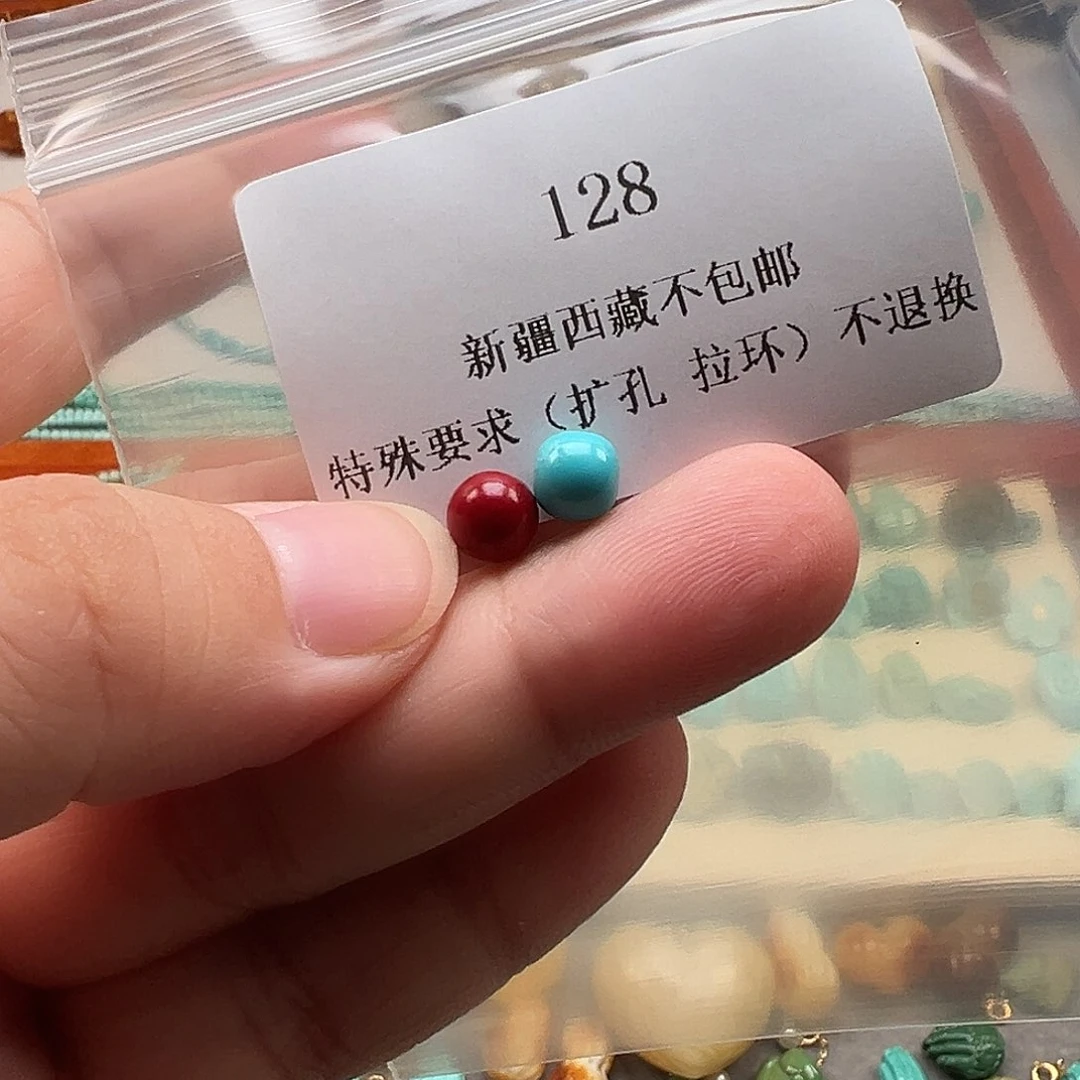 128
新疆西藏不包邮
特殊要求（扩孔 拉环）不退换